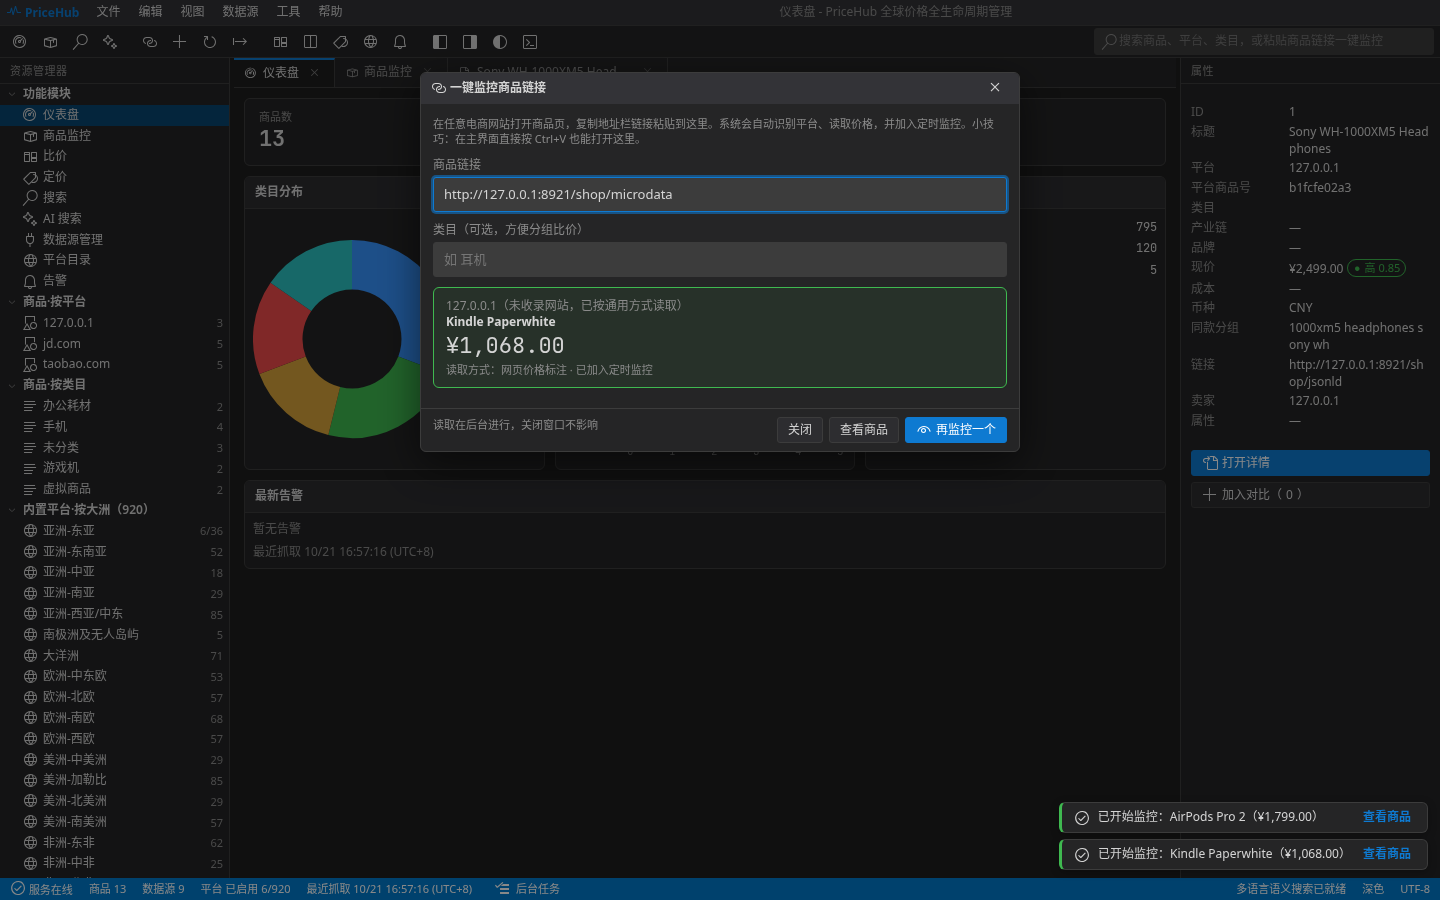 PriceHub 文件 编辑 视图 数据源 工具 帮助
仪表盘 - PriceHub 全球价格全生命周期管理
搜索商品、平台、类目，或粘贴商品链接一键监控
资源管理器
功能模块
仪表盘
商品监控
比价
定价
搜索
AI 搜索
数据源管理
平台目录
告警
商品·按平台
127.0.0.1 3
jd.com 5
taobao.com 5
商品·按类目
办公耗材 2
手机 4
未分类 3
游戏机 2
虚拟商品 2
内置平台·按大洲（920）
亚洲-东亚 6/36
亚洲-东南亚 52
亚洲-中亚 18
亚洲-南亚 29
亚洲-西亚/中东 85
南极洲及无人岛屿 5
大洋洲 71
欧洲-中东欧 53
欧洲-北欧 57
欧洲-南欧 68
欧洲-西欧 57
美洲-中美洲 29
美洲-加勒比 85
美洲-北美洲 29
美洲-南美洲 57
非洲-东非 62
非洲-中非 25
仪表盘
商品监控
Sony WH-1000XM5 Head
商品数
13
类目分布
795
120
5
最新告警
暂无告警
最近抓取 10/21 16:57:16 (UTC+8)
一键监控商品链接
在任意电商网站打开商品页，复制地址栏链接粘贴到这里。系统会自动识别平台、读取价格，并加入定时监控。小技
巧：在主界面直接按 Ctrl+V 也能打开这里。
商品链接
http://127.0.0.1:8921/shop/microdata
类目（可选，方便分组比价）
如 耳机
127.0.0.1（未收录网站，已按通用方式读取）
Kindle Paperwhite
¥1,068.00
读取方式：网页价格标注 · 已加入定时监控
读取在后台进行，关闭窗口不影响
关闭
查看商品
再监控一个
属性
ID 1
标题 Sony WH-1000XM5 Head
phones
平台 127.0.0.1
平台商品号 b1fcfe02a3
类目
产业链 —
品牌 —
现价 ¥2,499.00 ● 高 0.85
成本 —
币种 CNY
同款分组 1000xm5 headphones s
ony wh
链接 http://127.0.0.1:8921/sh
op/jsonld
卖家 127.0.0.1
属性 —
打开详情
加入对比（ 0 ）
已开始监控：AirPods Pro 2（¥1,799.00） 查看商品
已开始监控：Kindle Paperwhite（¥1,068.00） 查看商品
服务在线 商品 13 数据源 9 平台 已启用 6/920 最近抓取 10/21 16:57:16 (UTC+8) 后台任务
多语言语义搜索已就绪 深色 UTF-8